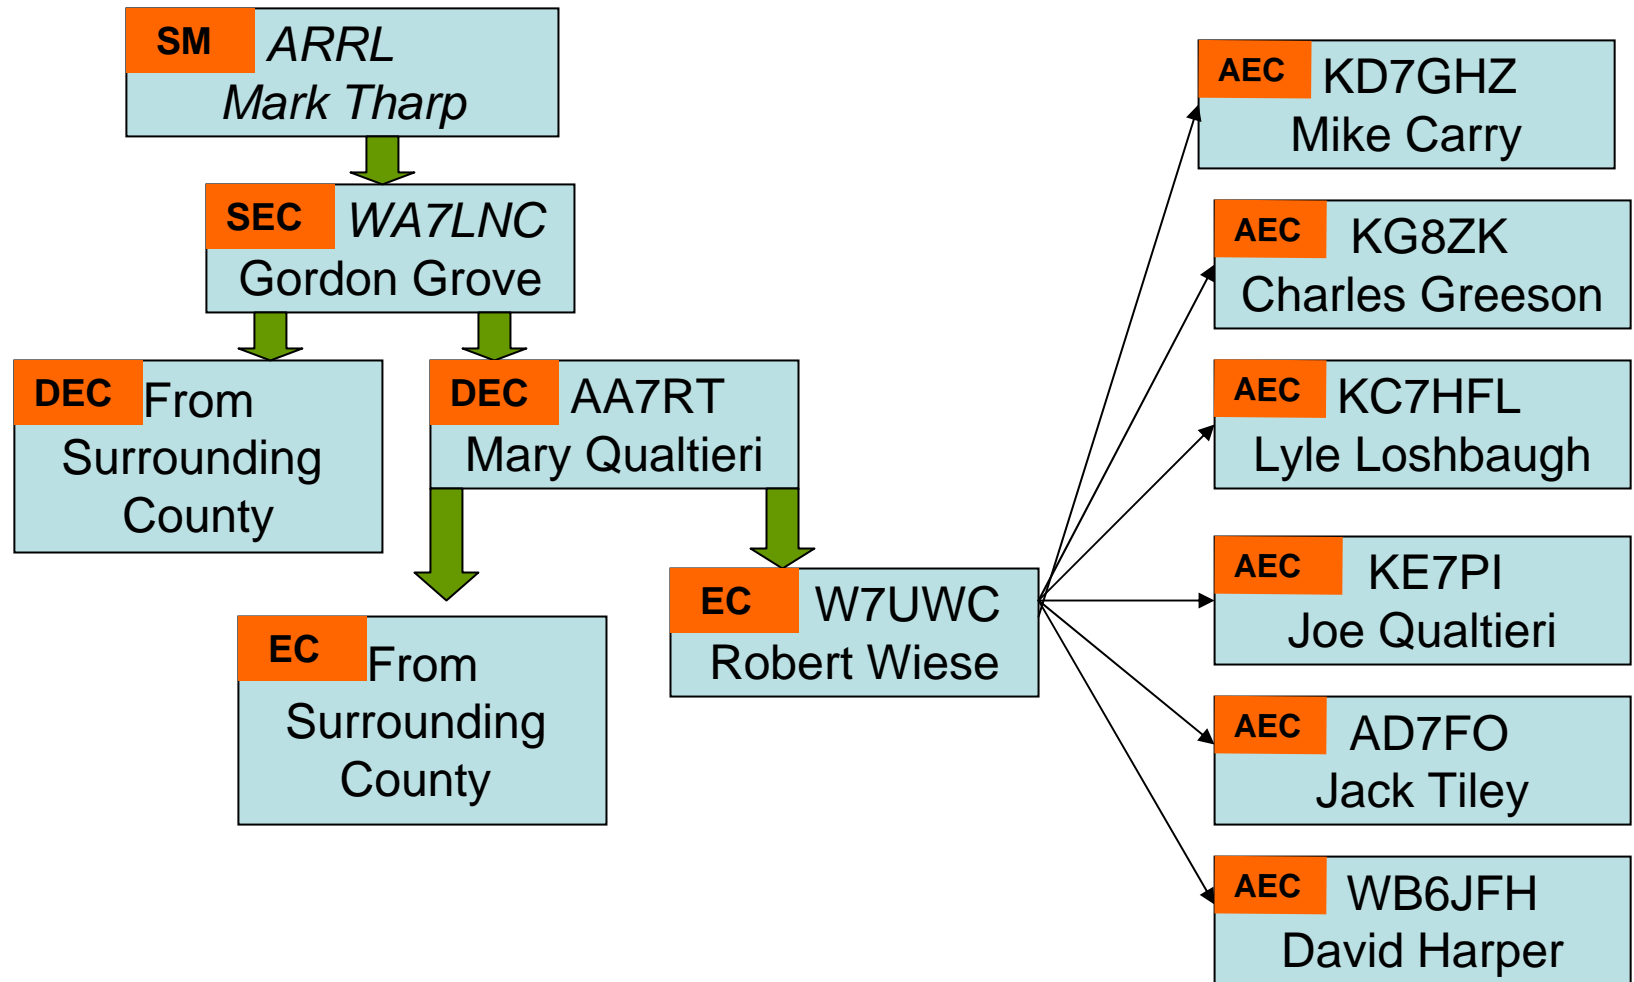 SM ARRL
Mark Tharp
SEC WA7LNC
Gordon Grove
DEC From
Surrounding
County
DEC AA7RT
Mary Qualtieri
EC From
Surrounding
County
EC W7UWC
Robert Wiese
AEC KD7GHZ
Mike Carry
AEC KG8ZK
Charles Greeson
AEC KC7HFL
Lyle Loshbaugh
AEC KE7PI
Joe Qualtieri
AEC AD7FO
Jack Tiley
AEC WB6JFH
David Harper